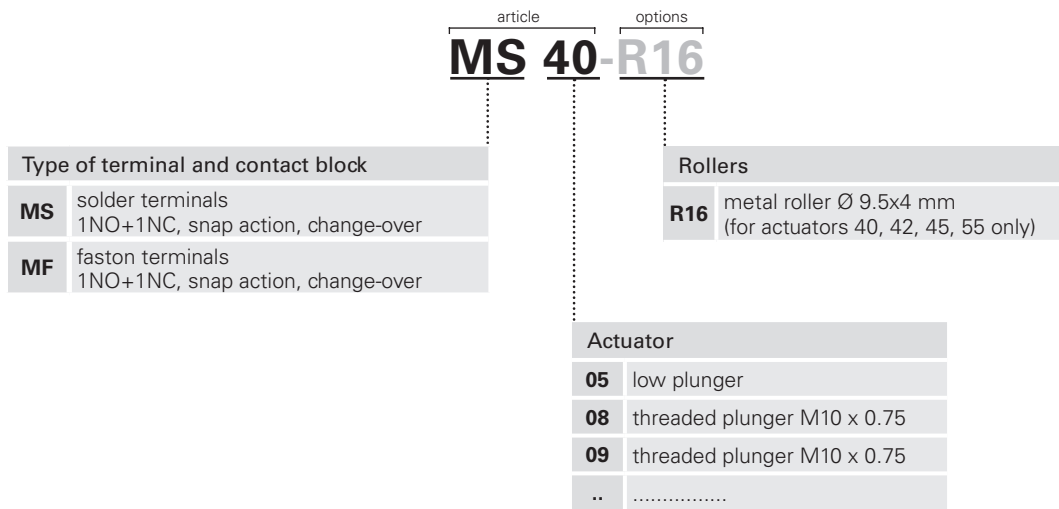 article options
MS 40-R16
Type of terminal and contact block
MS solder terminals
1NO+1NC, snap action, change-over
MF faston terminals
1NO+1NC, snap action, change-over
Rollers
R16 metal roller Ø 9.5x4 mm
(for actuators 40, 42, 45, 55 only)
Actuator
05 low plunger
08 threaded plunger M10 x 0.75
09 threaded plunger M10 x 0.75
.. ................